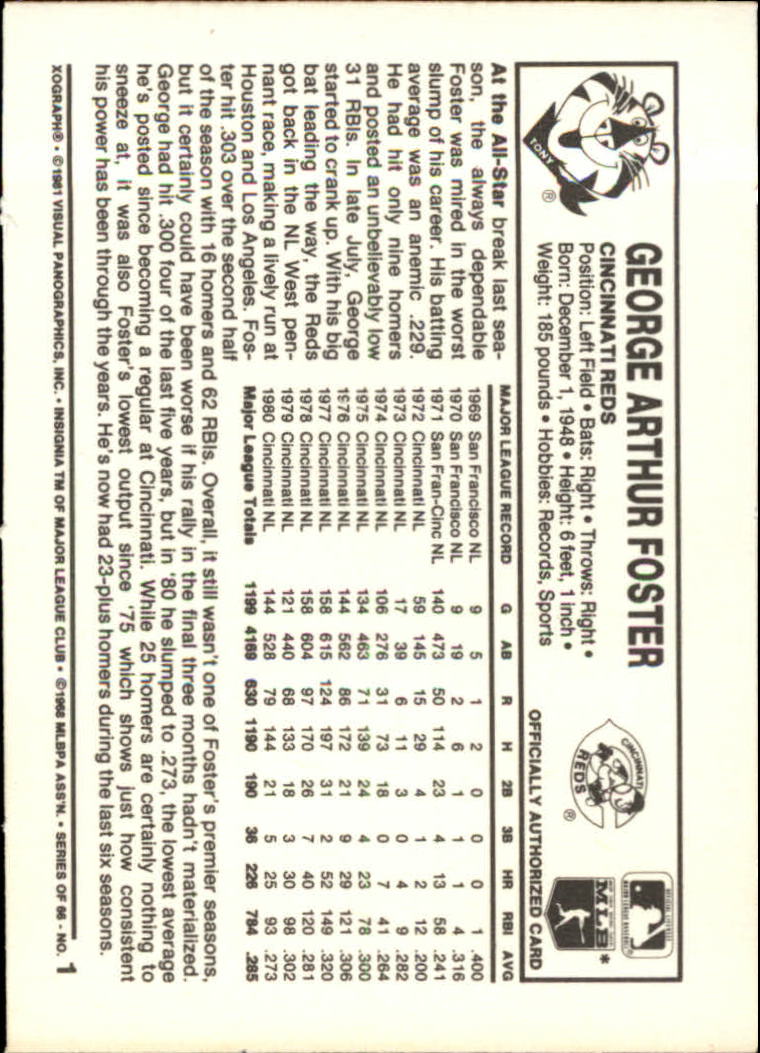 TONY
®
GEORGE ARTHUR FOSTER
CINCINNATI REDS
Position: Left Field • Bats: Right • Throws: Right •
Born: December 1, 1948 • Height: 6 feet, 1 inch •
Weight: 185 pounds • Hobbies: Records, Sports
CINCINNATI
REDS
®
MLB*
OFFICIALLY AUTHORIZED CARD
At the All-Star break last sea-
son, the always dependable
Foster was mired in the worst
slump of his career. His batting
average was an anemic .229.
He had hit only nine homers
and posted an unbelievably low
31 RBIs. In late July, George
started to crank up. With his big
bat leading the way, the Reds
got back in the NL West pen-
nant race, making a lively run at
Houston and Los Angeles. Fos-
ter hit .303 over the second half
of the season with 16 homers and 62 RBIs. Overall, it still wasn't one of Foster's premier seasons,
but it certainly could have been worse if his rally in the final three months hadn't materialized.
George had hit .300 four of the last five years, but in '80 he slumped to .273, the lowest average
he's posted since becoming a regular at Cincinnati. While 25 homers are certainly nothing to
sneeze at, it was also Foster's lowest output since '75 which shows just how consistent
his power has been through the years. He's now had 23-plus homers during the last six seasons.
MAJOR LEAGUE RECORD G AB R H 2B 3B HR RBI AVG
1969 San Francisco NL 9 5 1 2 0 0 0 1 .400
1970 San Francisco NL 9 19 2 6 1 1 1 4 .316
1971 San Fran-Cinc NL 140 473 50 114 23 4 13 58 .241
1972 Cincinnati NL 59 145 15 29 4 1 2 12 .200
1973 Cincinnati NL 17 39 6 11 3 0 4 9 .282
1974 Cincinnati NL 106 276 31 73 18 0 7 41 .264
1975 Cincinnati NL 134 463 71 139 24 4 23 78 .300
1976 Cincinnati NL 144 562 86 172 21 9 29 121 .306
1977 Cincinnati NL 158 615 124 197 31 2 52 149 .320
1978 Cincinnati NL 158 604 97 170 26 7 40 120 .281
1979 Cincinnati NL 121 440 68 133 18 3 30 98 .302
1980 Cincinnati NL 144 528 79 144 21 5 25 93 .273
Major League Totals 1199 4169 630 1190 190 36 226 784 .285
XOGRAPH® • ©1981 VISUAL PANOGRAPHICS, INC. • INSIGNIA TM OF MAJOR LEAGUE CLUB • ©1968 MLBPA ASS'N. • SERIES OF 66 - NO. 1